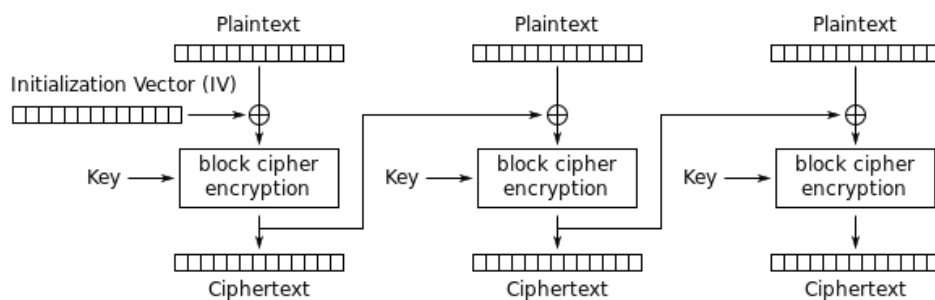 Plaintext
Plaintext
Plaintext
Initialization Vector (IV)
Key
block cipher
encryption
Key
block cipher
encryption
Key
block cipher
encryption
Ciphertext
Ciphertext
Ciphertext